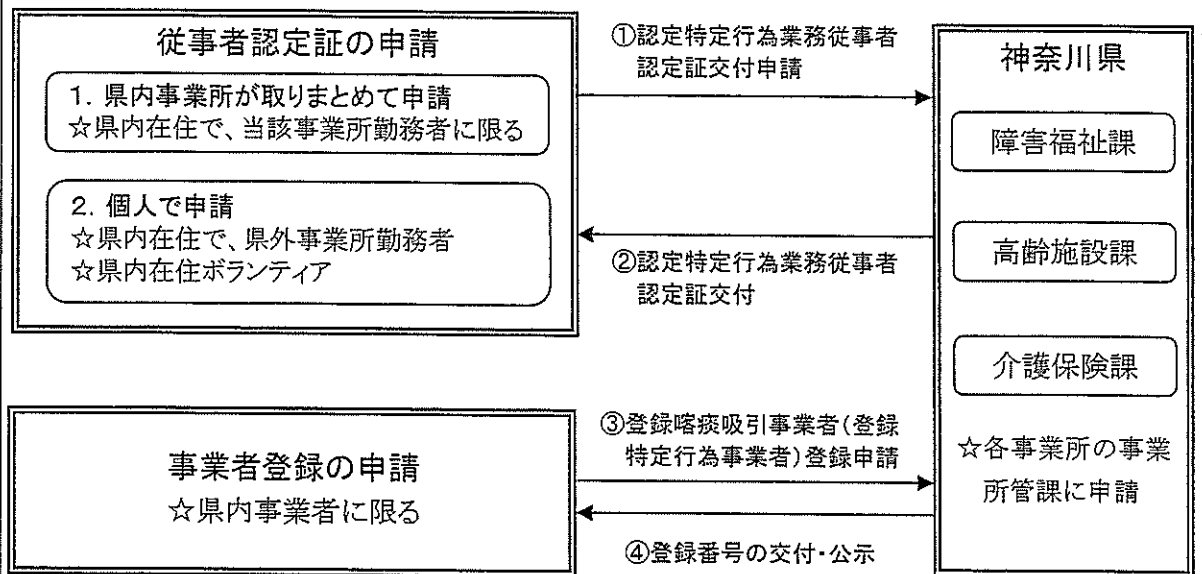 従事者認定証の申請
1. 県内事業所が取りまとめて申請
☆県内在住で、当該事業所勤務者に限る
2. 個人で申請
☆県内在住で、県外事業所勤務者
☆県内在住ボランティア
①認定特定行為業務従事者
認定証交付申請
②認定特定行為業務従事者
認定証交付
事業者登録の申請
☆県内事業者に限る
③登録喀痰吸引事業者(登録
特定行為事業者)登録申請
④登録番号の交付・公示
神奈川県
障害福祉課
高齢施設課
介護保険課
☆各事業所の事業
所管課に申請